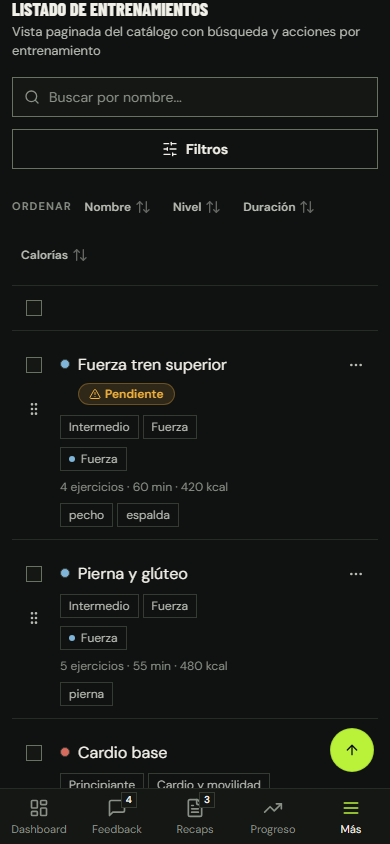 LISTADO DE ENTRENAMIENTOS
Vista paginada del catálogo con búsqueda y acciones por
entrenamiento
Buscar por nombre...
Filtros
ORDENAR Nombre Nivel Duración
Calorías
Fuerza tren superior
Pendiente
Intermedio Fuerza
Fuerza
4 ejercicios · 60 min · 420 kcal
pecho espalda
Pierna y glúteo
Intermedio Fuerza
Fuerza
5 ejercicios · 55 min · 480 kcal
pierna
Cardio base
Principiante Cardio y movilidad
4 3
Dashboard Feedback Recaps Progreso Más